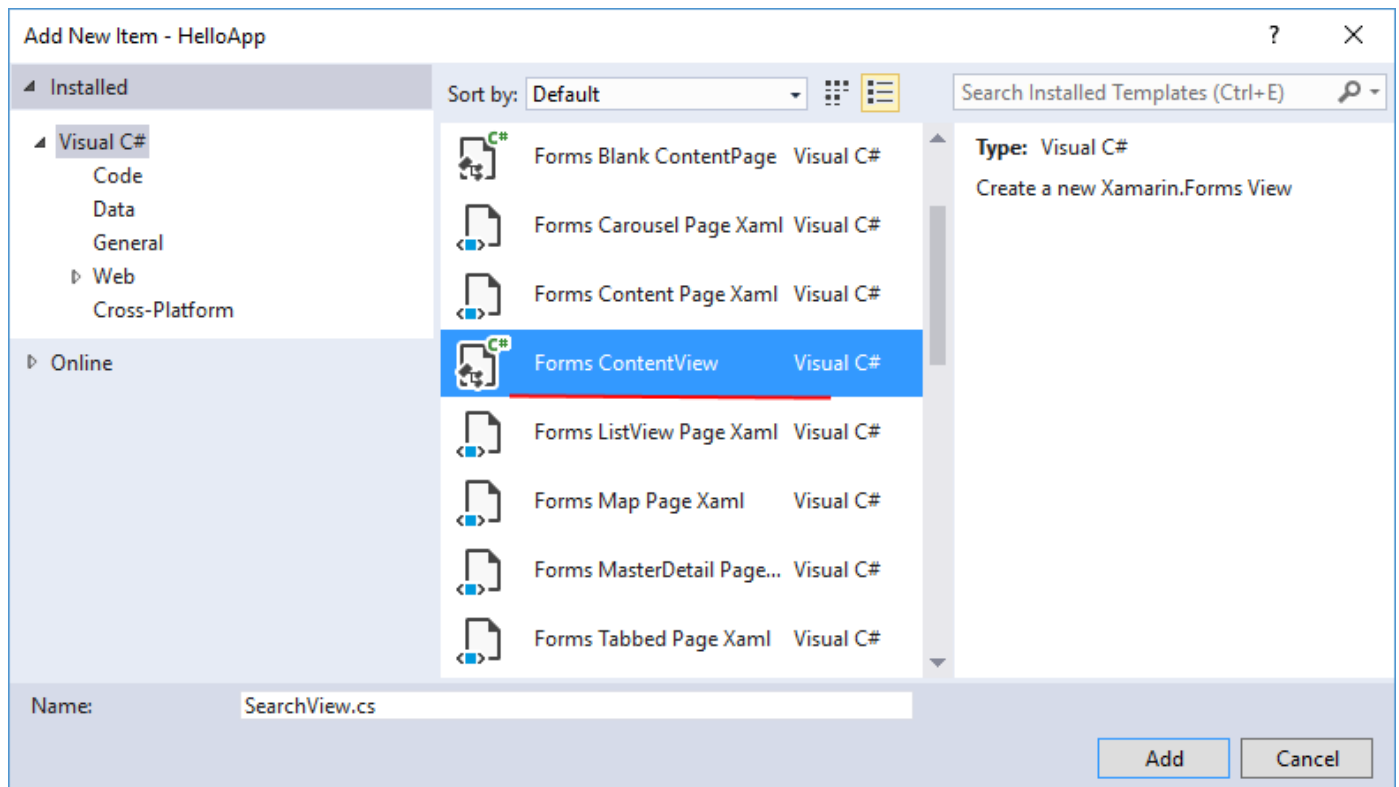 Add New Item - HelloApp
?
Installed
Visual C#
Code
Data
General
Web
Cross-Platform
Online
Sort by: Default
C#
Forms Blank ContentPage Visual C#
Forms Carousel Page Xaml Visual C#
Forms Content Page Xaml Visual C#
C#
Forms ContentView Visual C#
Forms ListView Page Xaml Visual C#
Forms Map Page Xaml Visual C#
Forms MasterDetail Page... Visual C#
Forms Tabbed Page Xaml Visual C#
Search Installed Templates (Ctrl+E)
Type: Visual C#
Create a new Xamarin.Forms View
Name: SearchView.cs
Add Cancel